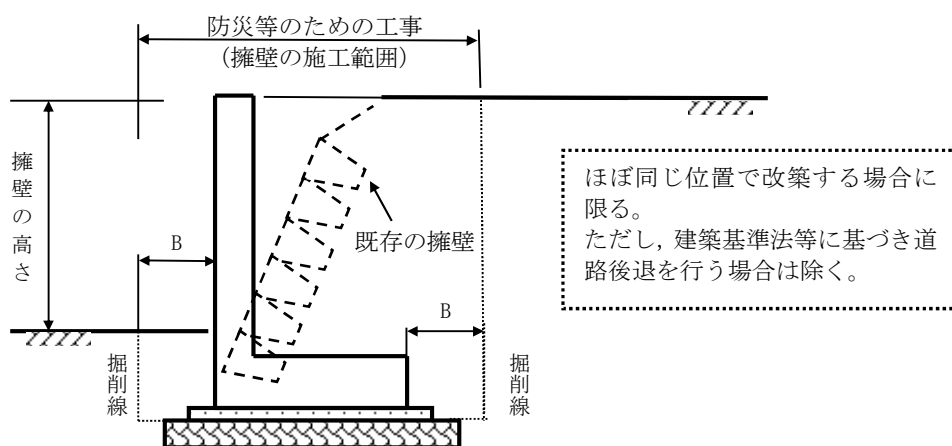 防災等のための工事
(擁壁の施工範囲)
擁壁の高さ
B
既存の擁壁
B
掘削線
掘削線
ほぼ同じ位置で改築する場合に
限る。
ただし,建築基準法等に基づき道
路後退を行う場合は除く。